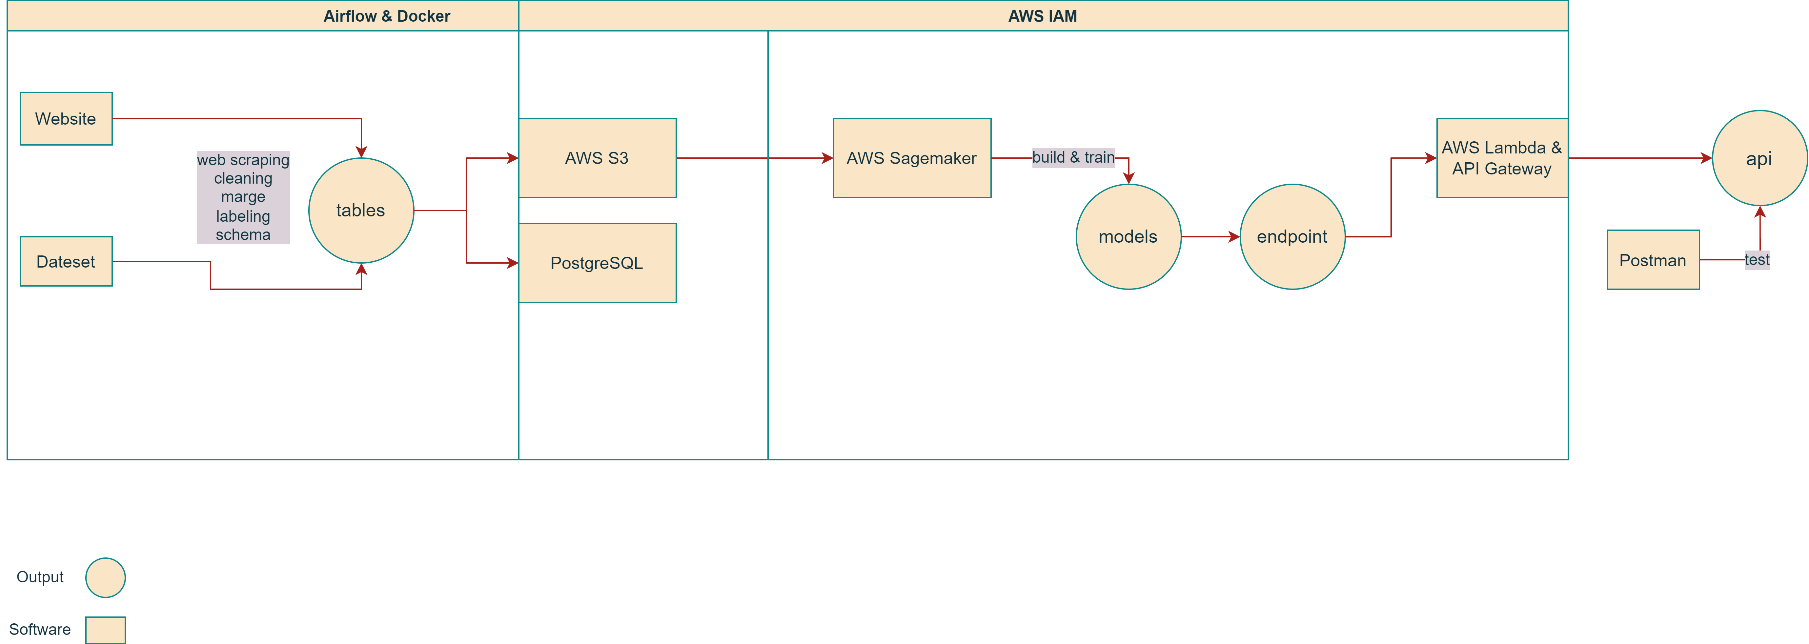 Airflow & Docker
AWS IAM
Website
web scraping
cleaning
marge
labeling
schema
tables
Dateset
AWS S3
PostgreSQL
AWS Sagemaker
build & train
models
endpoint
AWS Lambda &
API Gateway
api
Postman
test
Output
Software